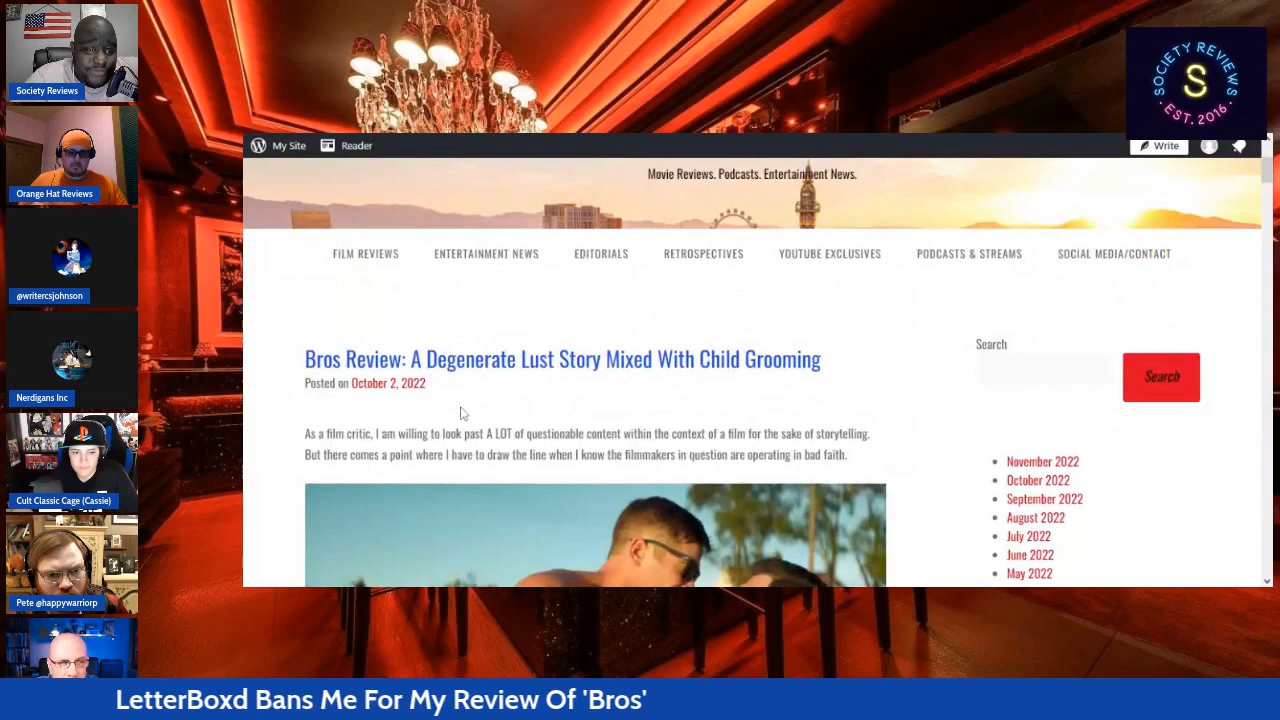 Society Reviews
Orange Hat Reviews
@writercsjohnson
Nerdigans Inc
Cult Classic Cage (Cassie)
Pete @happywarriorp
SOCIETY REVIEWS
S
· EST. 2016 ·
My Site
Reader
Write
Movie Reviews. Podcasts. Entertainment News.
FILM REVIEWS ENTERTAINMENT NEWS EDITORIALS RETROSPECTIVES YOUTUBE EXCLUSIVES PODCASTS & STREAMS SOCIAL MEDIA/CONTACT
Bros Review: A Degenerate Lust Story Mixed With Child Grooming
Posted on October 2, 2022
As a film critic, I am willing to look past A LOT of questionable content within the context of a film for the sake of storytelling.
But there comes a point where I have to draw the line when I know the filmmakers in question are operating in bad faith.
Search
Search
November 2022
October 2022
September 2022
August 2022
July 2022
June 2022
May 2022
LetterBoxd Bans Me For My Review Of 'Bros'